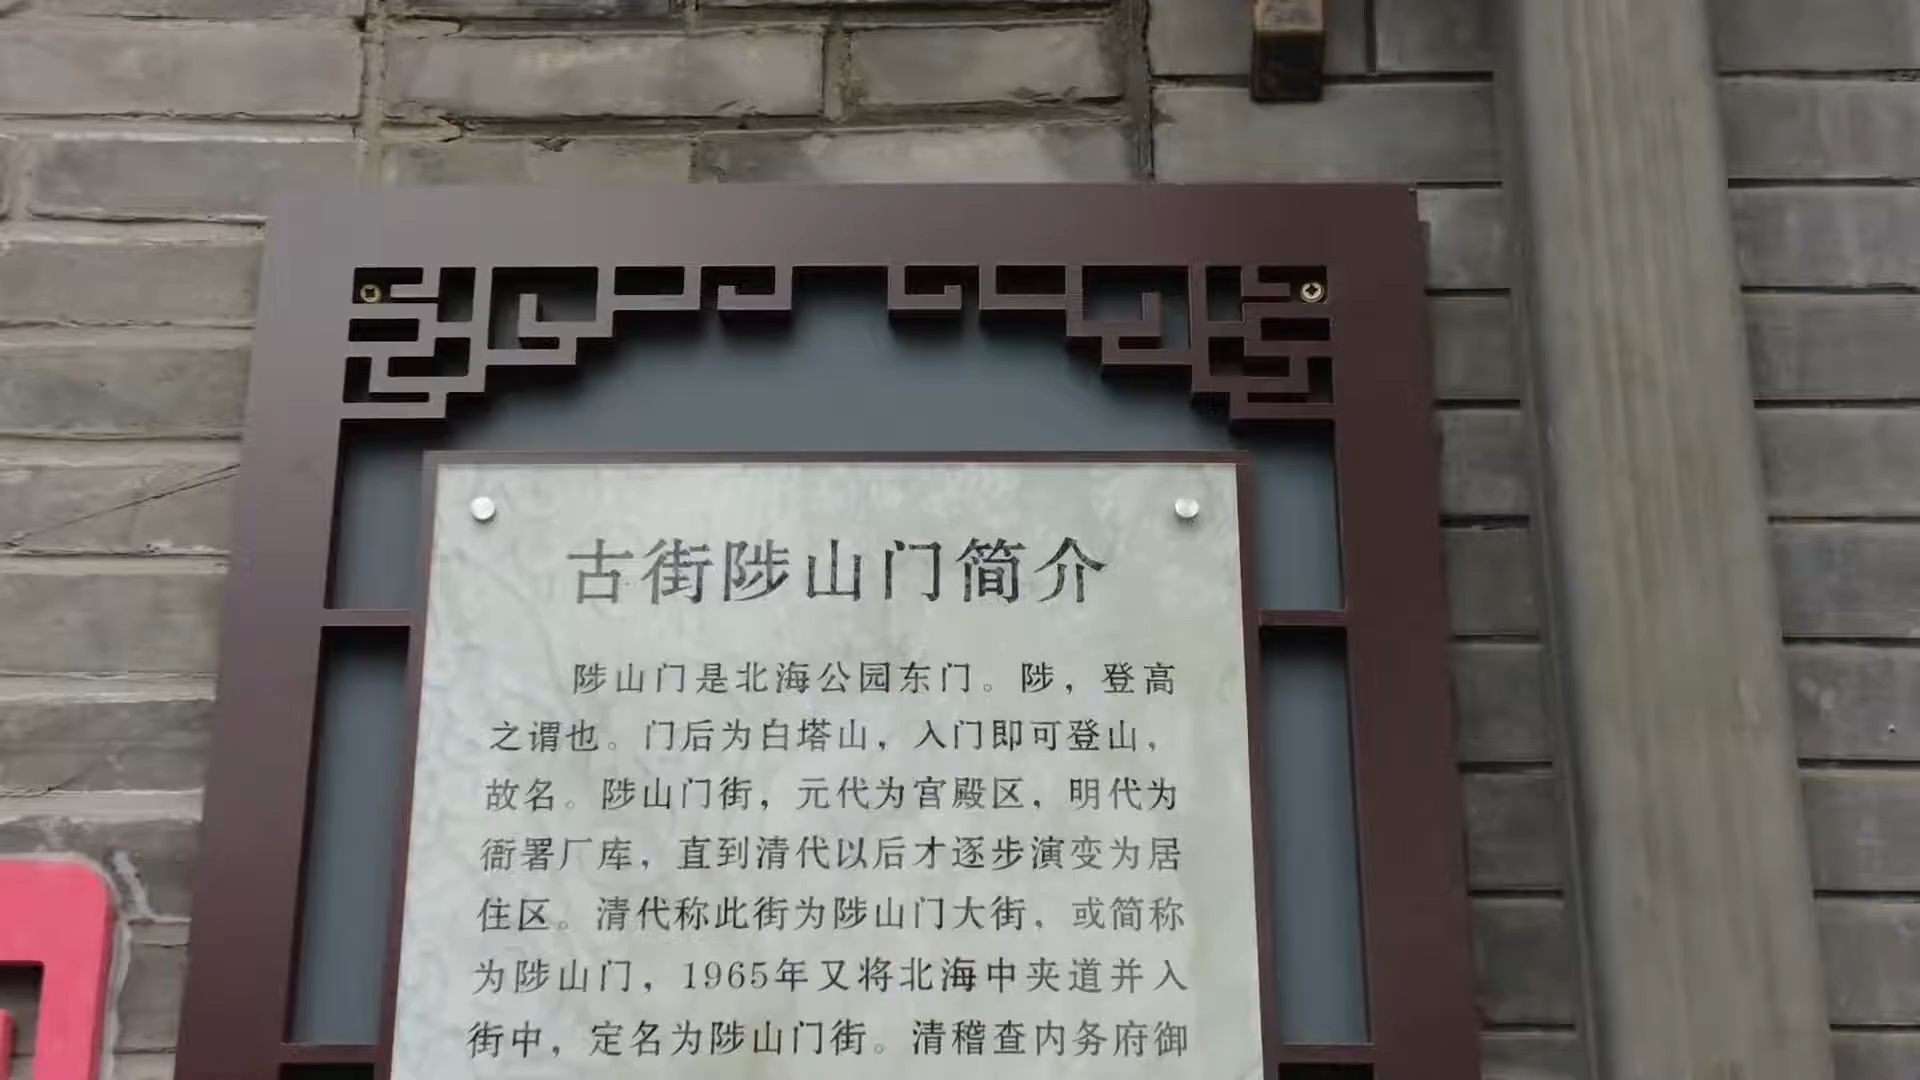 古街陟山门简介
陟山门是北海公园东门。陟，登高
之谓也。门后为白塔山，入门即可登山，
故名。陟山门街，元代为宫殿区，明代为
衙署厂库，直到清代以后才逐步演变为居
住区。清代称此街为陟山门大街，或简称
为陟山门，1965年又将北海中夹道并入
街中，定名为陟山门街。清稽查内务府御